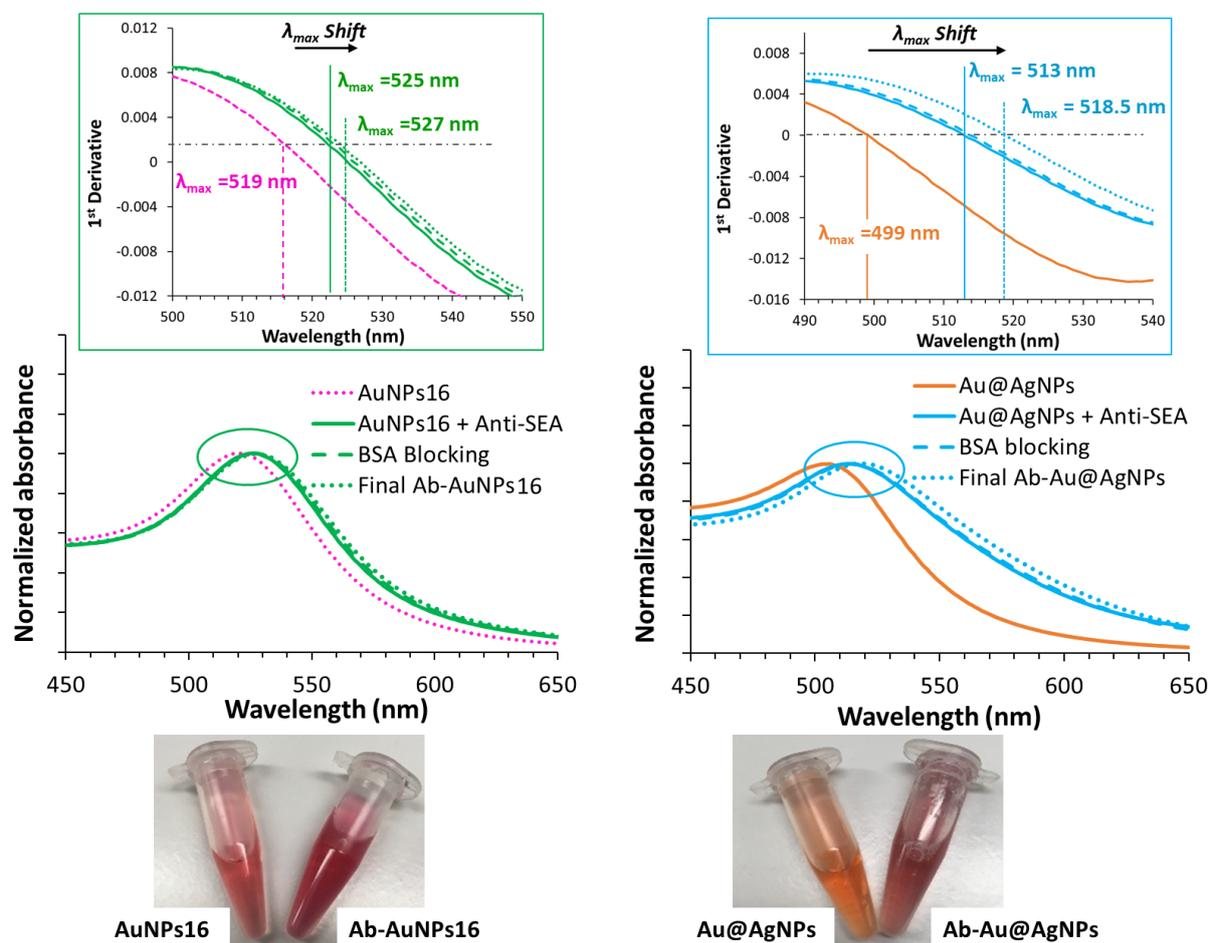 λmax Shift
0.012
0.008
0.004
0
-0.004
-0.008
-0.012
1st Derivative
λmax =525 nm
λmax =527 nm
λmax =519 nm
500 510 520 530 540 550
Wavelength (nm)
Normalized absorbance
AuNPs16
AuNPs16 + Anti-SEA
BSA Blocking
Final Ab-AuNPs16
450 500 550 600 650
Wavelength (nm)
AuNPs16
Ab-AuNPs16
λmax Shift
0.008
0.004
0
-0.004
-0.008
-0.012
-0.016
1st Derivative
λmax = 513 nm
λmax = 518.5 nm
λmax =499 nm
490 500 510 520 530 540
Wavelength (nm)
Normalized absorbance
Au@AgNPs
Au@AgNPs + Anti-SEA
BSA blocking
Final Ab-Au@AgNPs
450 500 550 600 650
Wavelength (nm)
Au@AgNPs
Ab-Au@AgNPs